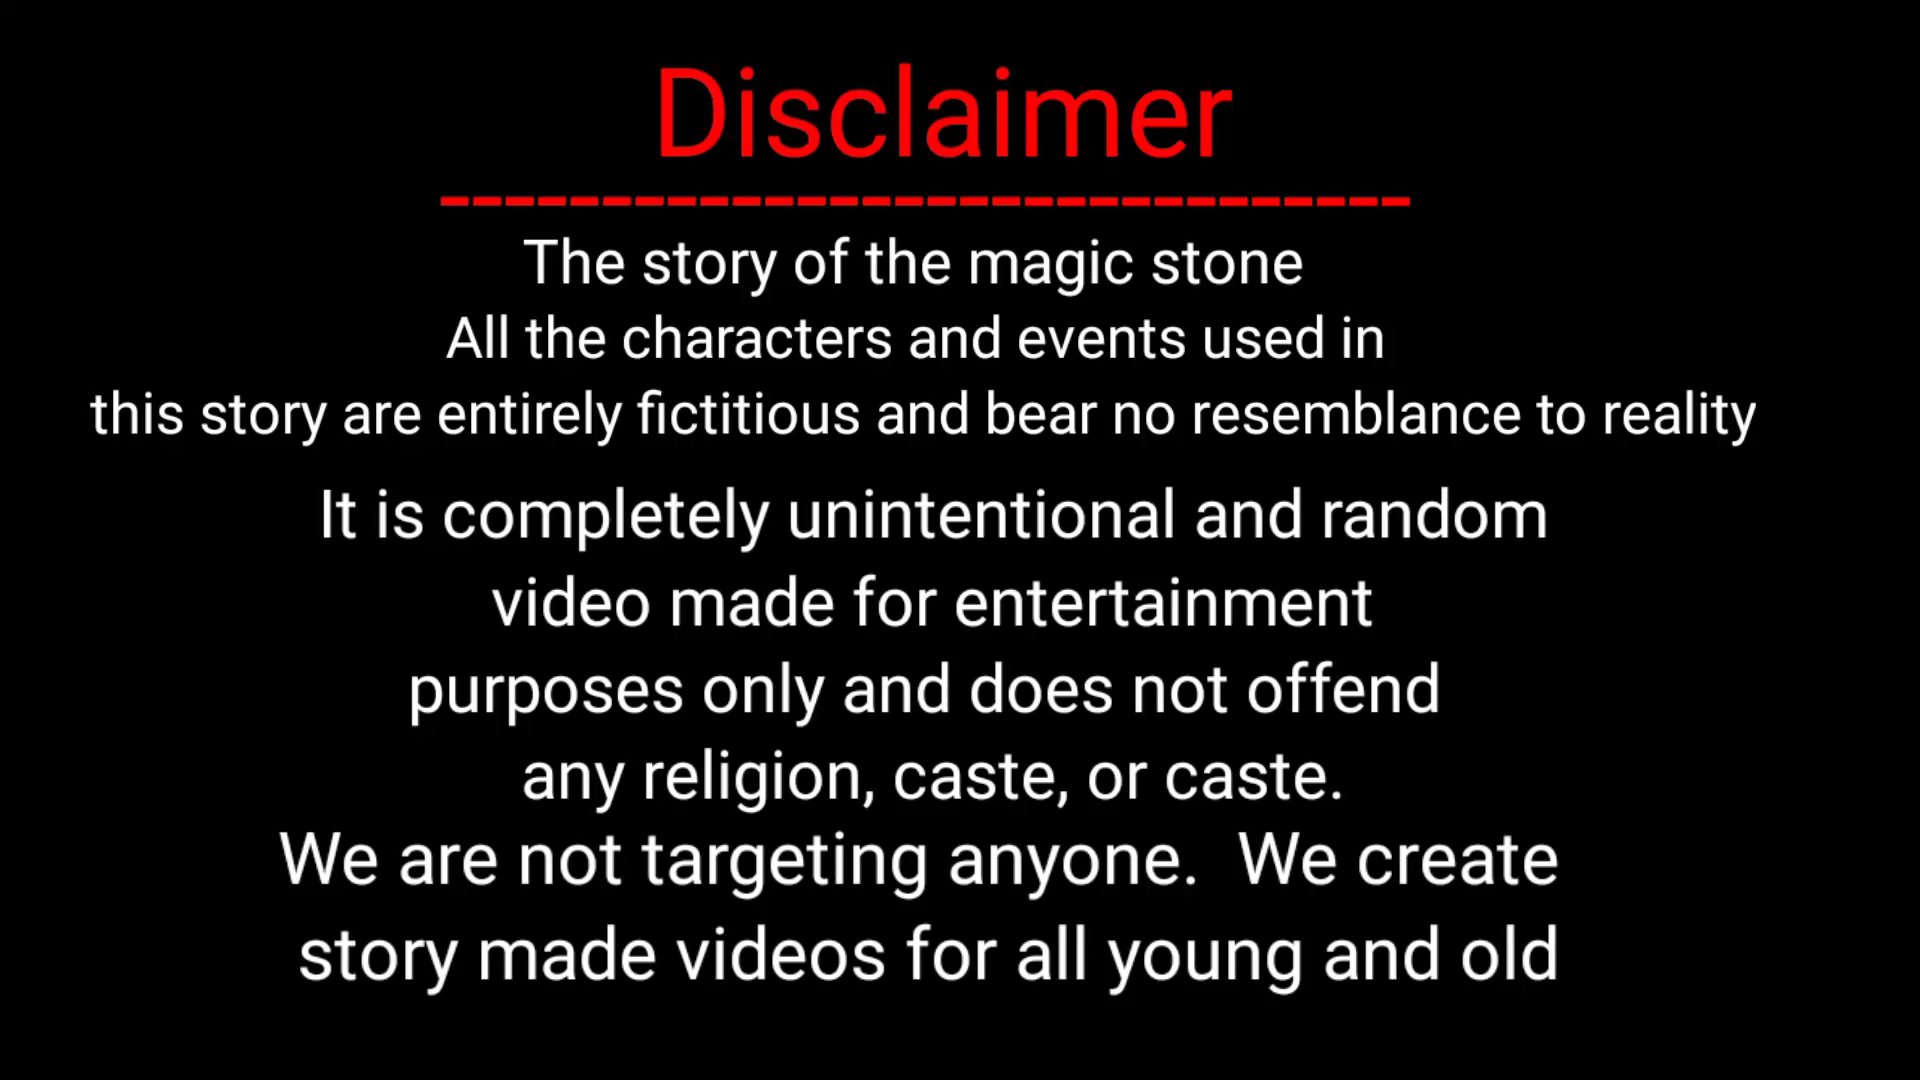 Disclaimer
------------------------------
The story of the magic stone
All the characters and events used in
this story are entirely fictitious and bear no resemblance to reality
It is completely unintentional and random
video made for entertainment
purposes only and does not offend
any religion, caste, or caste.
We are not targeting anyone.  We create
story made videos for all young and old